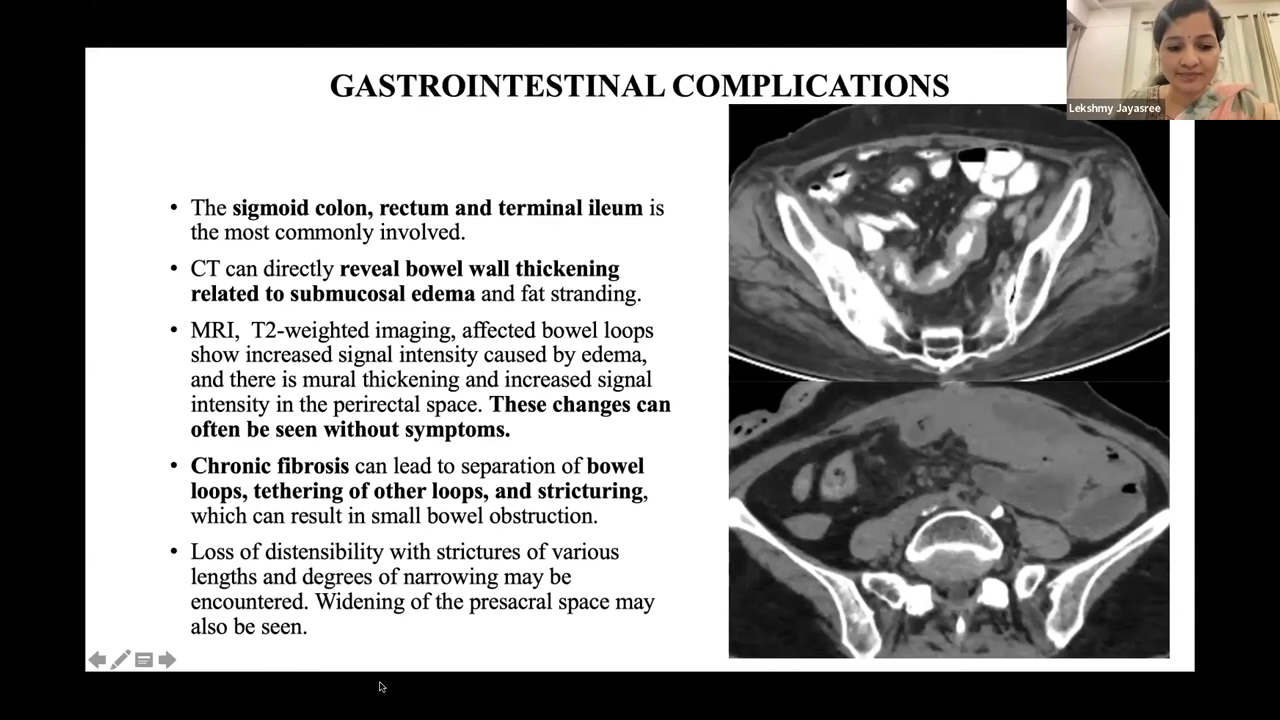 GASTROINTESTINAL COMPLICATIONS
Lekshmy Jayasree
• The sigmoid colon, rectum and terminal ileum is
the most commonly involved.
• CT can directly reveal bowel wall thickening
related to submucosal edema and fat stranding.
• MRI, T2-weighted imaging, affected bowel loops
show increased signal intensity caused by edema,
and there is mural thickening and increased signal
intensity in the perirectal space. These changes can
often be seen without symptoms.
• Chronic fibrosis can lead to separation of bowel
loops, tethering of other loops, and stricturing,
which can result in small bowel obstruction.
• Loss of distensibility with strictures of various
lengths and degrees of narrowing may be
encountered. Widening of the presacral space may
also be seen.